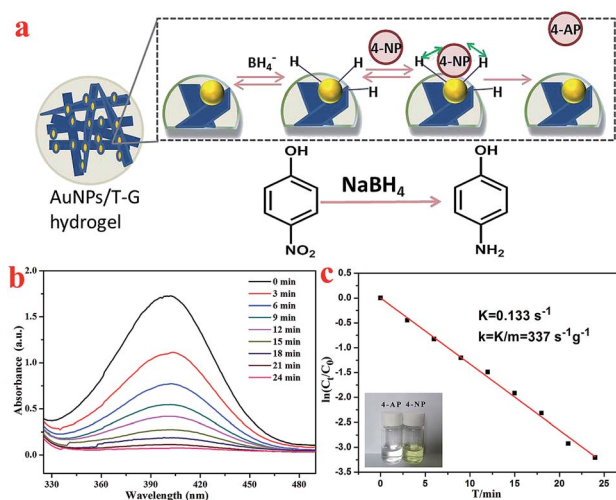 a
BH₄⁻
H
H
H
4-NP
H
4-NP
H
H
4-AP
AuNPs/T-G
hydrogel
OH
NO₂
NaBH₄
OH
NH₂
b
2.0
1.5
1.0
0.5
0.0
Absorbance (a.u.)
330 360 390 420 450 480
Wavelength (nm)
0 min
3 min
6 min
9 min
12 min
15 min
18 min
21 min
24 min
c
0.5
0.0
-0.5
-1.0
-1.5
-2.0
-2.5
-3.0
-3.5
ln(Cₜ/C₀)
K=0.133 s⁻¹
k=K/m=337 s⁻¹g⁻¹
4-AP 4-NP
0 5 10 15 20 25
T/min